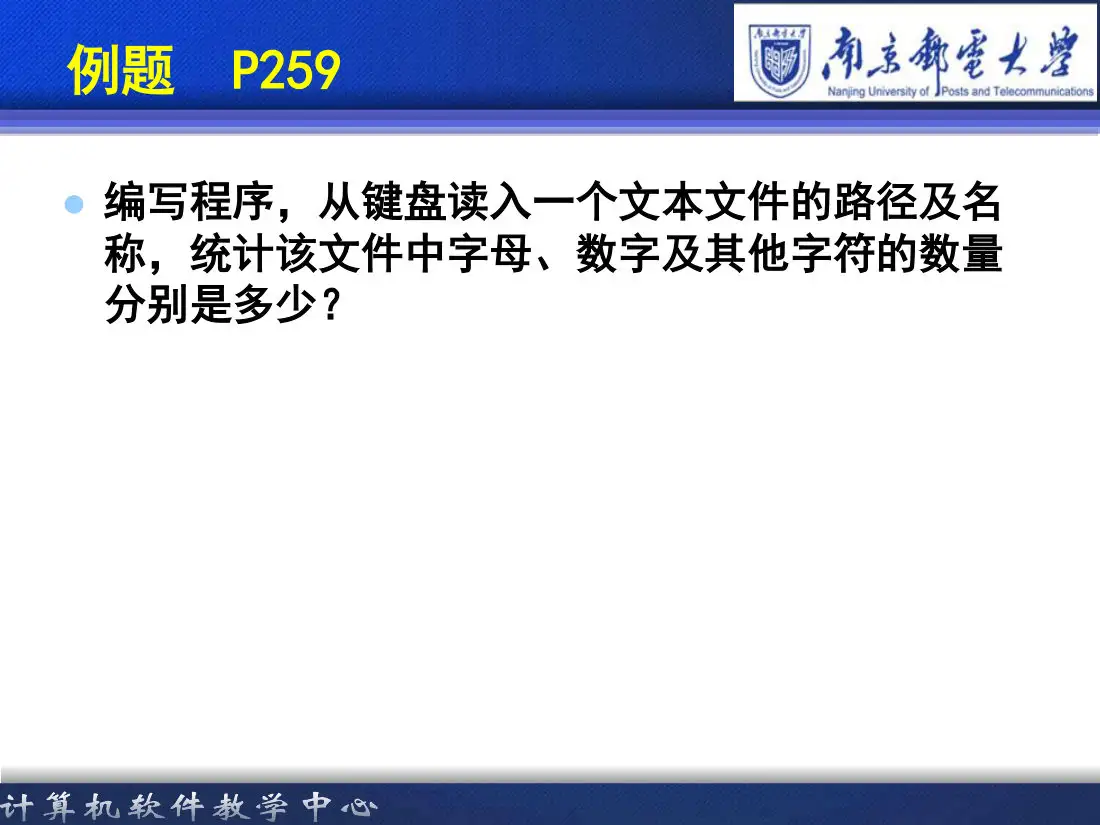 例题 P259
南京邮电大学
Nanjing University of Posts and Telecommunications
编写程序，从键盘读入一个文本文件的路径及名
称，统计该文件中字母、数字及其他字符的数量
分别是多少？
计算机软件教学中心